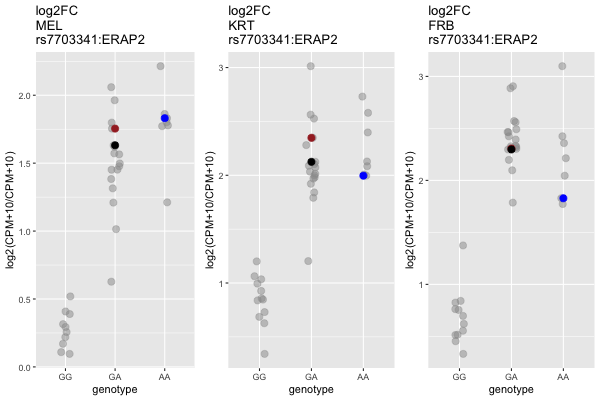 log2FC
MEL
rs7703341:ERAP2
log2(CPM+10/CPM+10)
2.0
1.5
1.0
0.5
0.0
GG GA AA
genotype
log2FC
KRT
rs7703341:ERAP2
log2(CPM+10/CPM+10)
3
2
1
GG GA AA
genotype
log2FC
FRB
rs7703341:ERAP2
log2(CPM+10/CPM+10)
3
2
1
GG GA AA
genotype